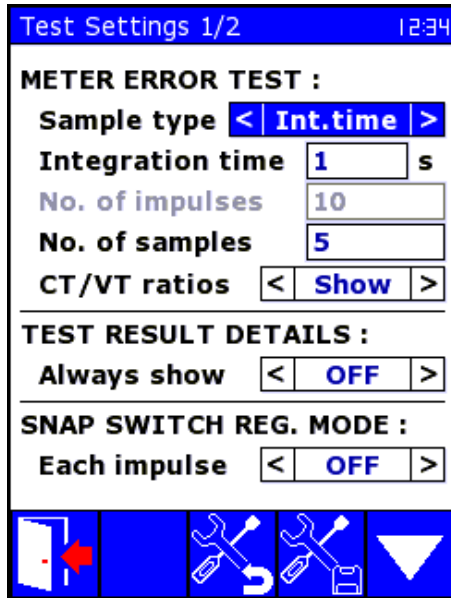 Test Settings 1/2 12:34
METER ERROR TEST :
Sample type < Int.time >
Integration time 1 s
No. of impulses 10
No. of samples 5
CT/VT ratios < Show >
TEST RESULT DETAILS :
Always show < OFF >
SNAP SWITCH REG. MODE :
Each impulse < OFF >